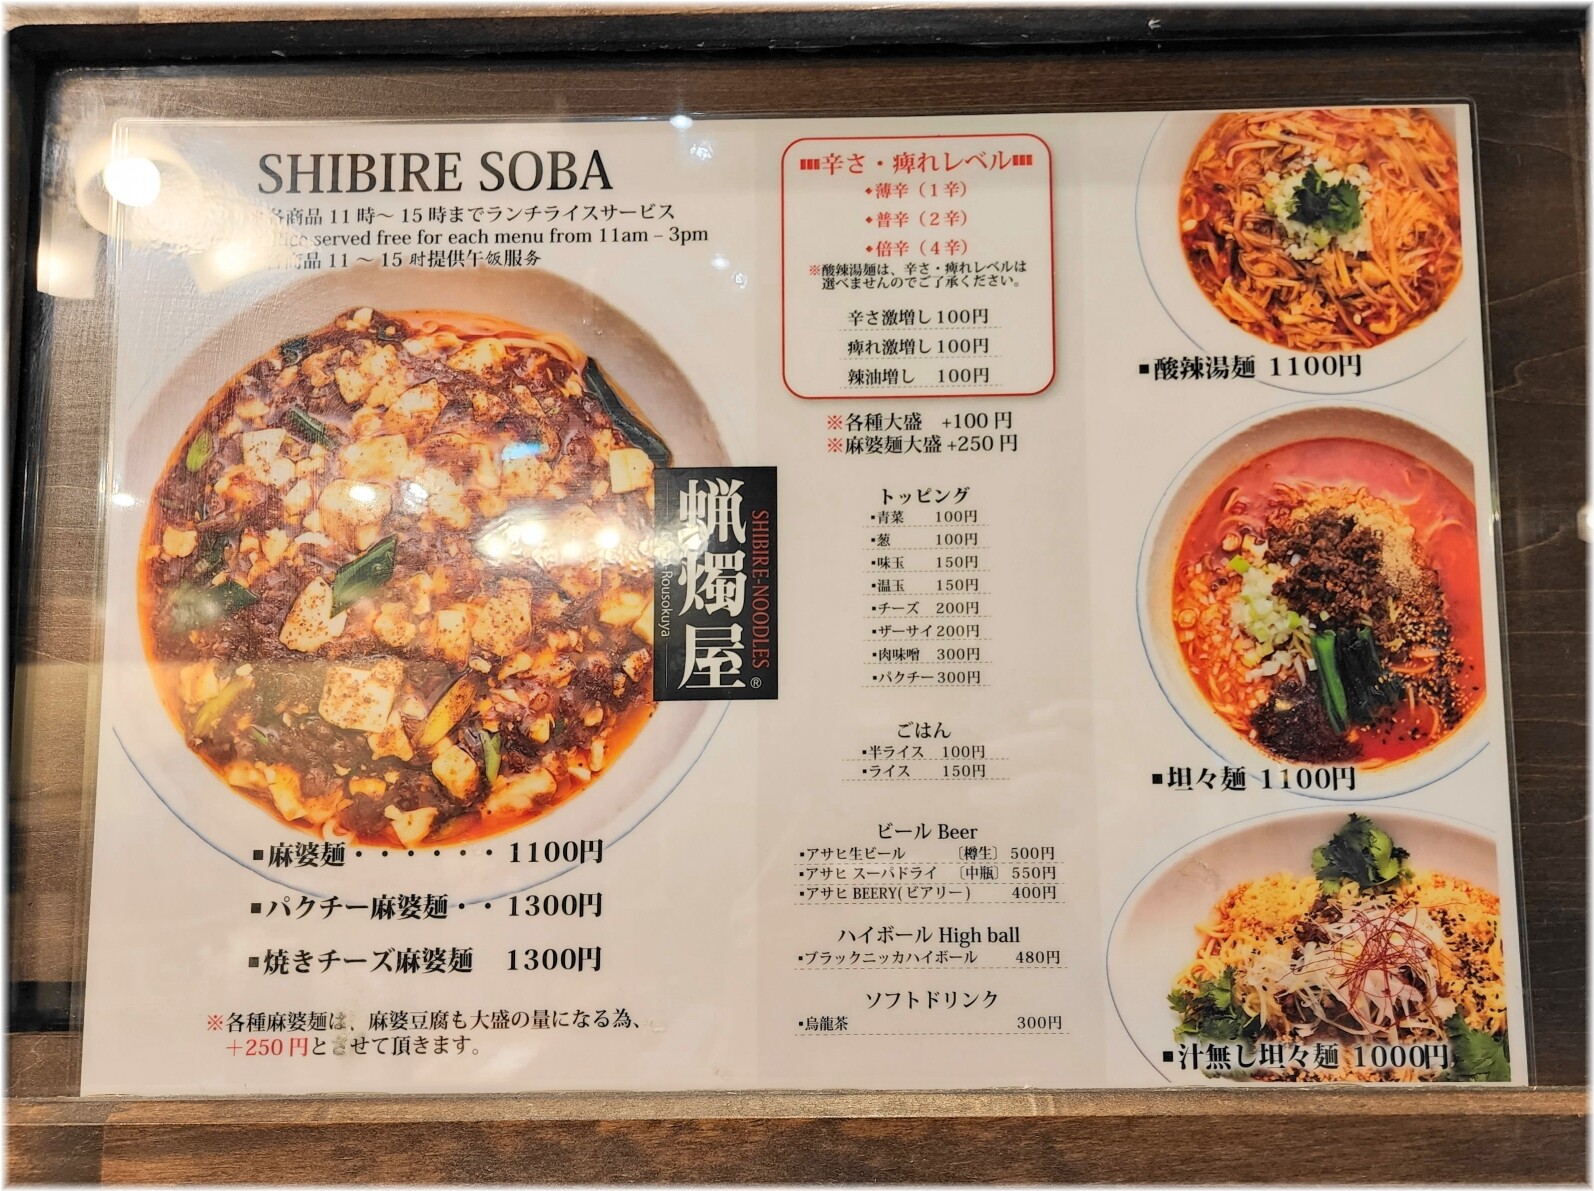 SHIBIRE SOBA
※各商品 11 時～ 15 時までランチライスサービス
served free for each menu from 11am – 3pm
商品 11 ～ 15 时提供午饭服务
蝋燭屋
SHIBIRE-NOODLES
Rousokuya
®
▪麻婆麺・・・・・・1100円
▪パクチー麻婆麺・・1300円
▪焼きチーズ麻婆麺 1300円
※各種麻婆麺は、麻婆豆腐も大盛の量になる為、
＋250 円とさせて頂きます。
辛さ・痺れレベル
◆薄辛（1 辛）
◆普辛（2 辛）
◆倍辛（4 辛）
※酸辣湯麺は、辛さ・痺れレベルは
選べませんのでご了承ください。
辛さ激増し 100円
痺れ激増し 100円
辣油増し 100円
※各種大盛 +100 円
※麻婆麺大盛 +250 円
トッピング
▪青菜 100円
▪葱 100円
▪味玉 150円
▪温玉 150円
▪チーズ 200円
▪ザーサイ 200円
▪肉味噌 300円
▪パクチー 300円
ごはん
▪半ライス 100円
▪ライス 150円
ビール Beer
▪アサヒ生ビール 〔樽生〕 500円
▪アサヒ スーパドライ 〔中瓶〕 550円
▪アサヒ BEERY(ビアリー) 400円
ハイボール High ball
▪ブラックニッカハイボール 480円
ソフトドリンク
▪烏龍茶 300円
▪酸辣湯麺 1100円
▪坦々麺 1100円
▪汁無し坦々麺 1000円